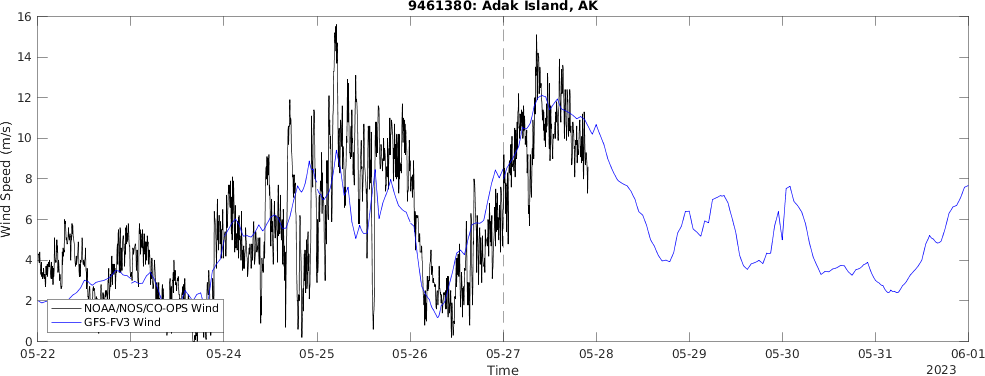 9461380: Adak Island, AK
16
14
12
10
8
6
4
2
0
Wind Speed (m/s)
NOAA/NOS/CO-OPS Wind
GFS-FV3 Wind
05-22 05-23 05-24 05-25 05-26 05-27 05-28 05-29 05-30 05-31 06-01
Time
2023